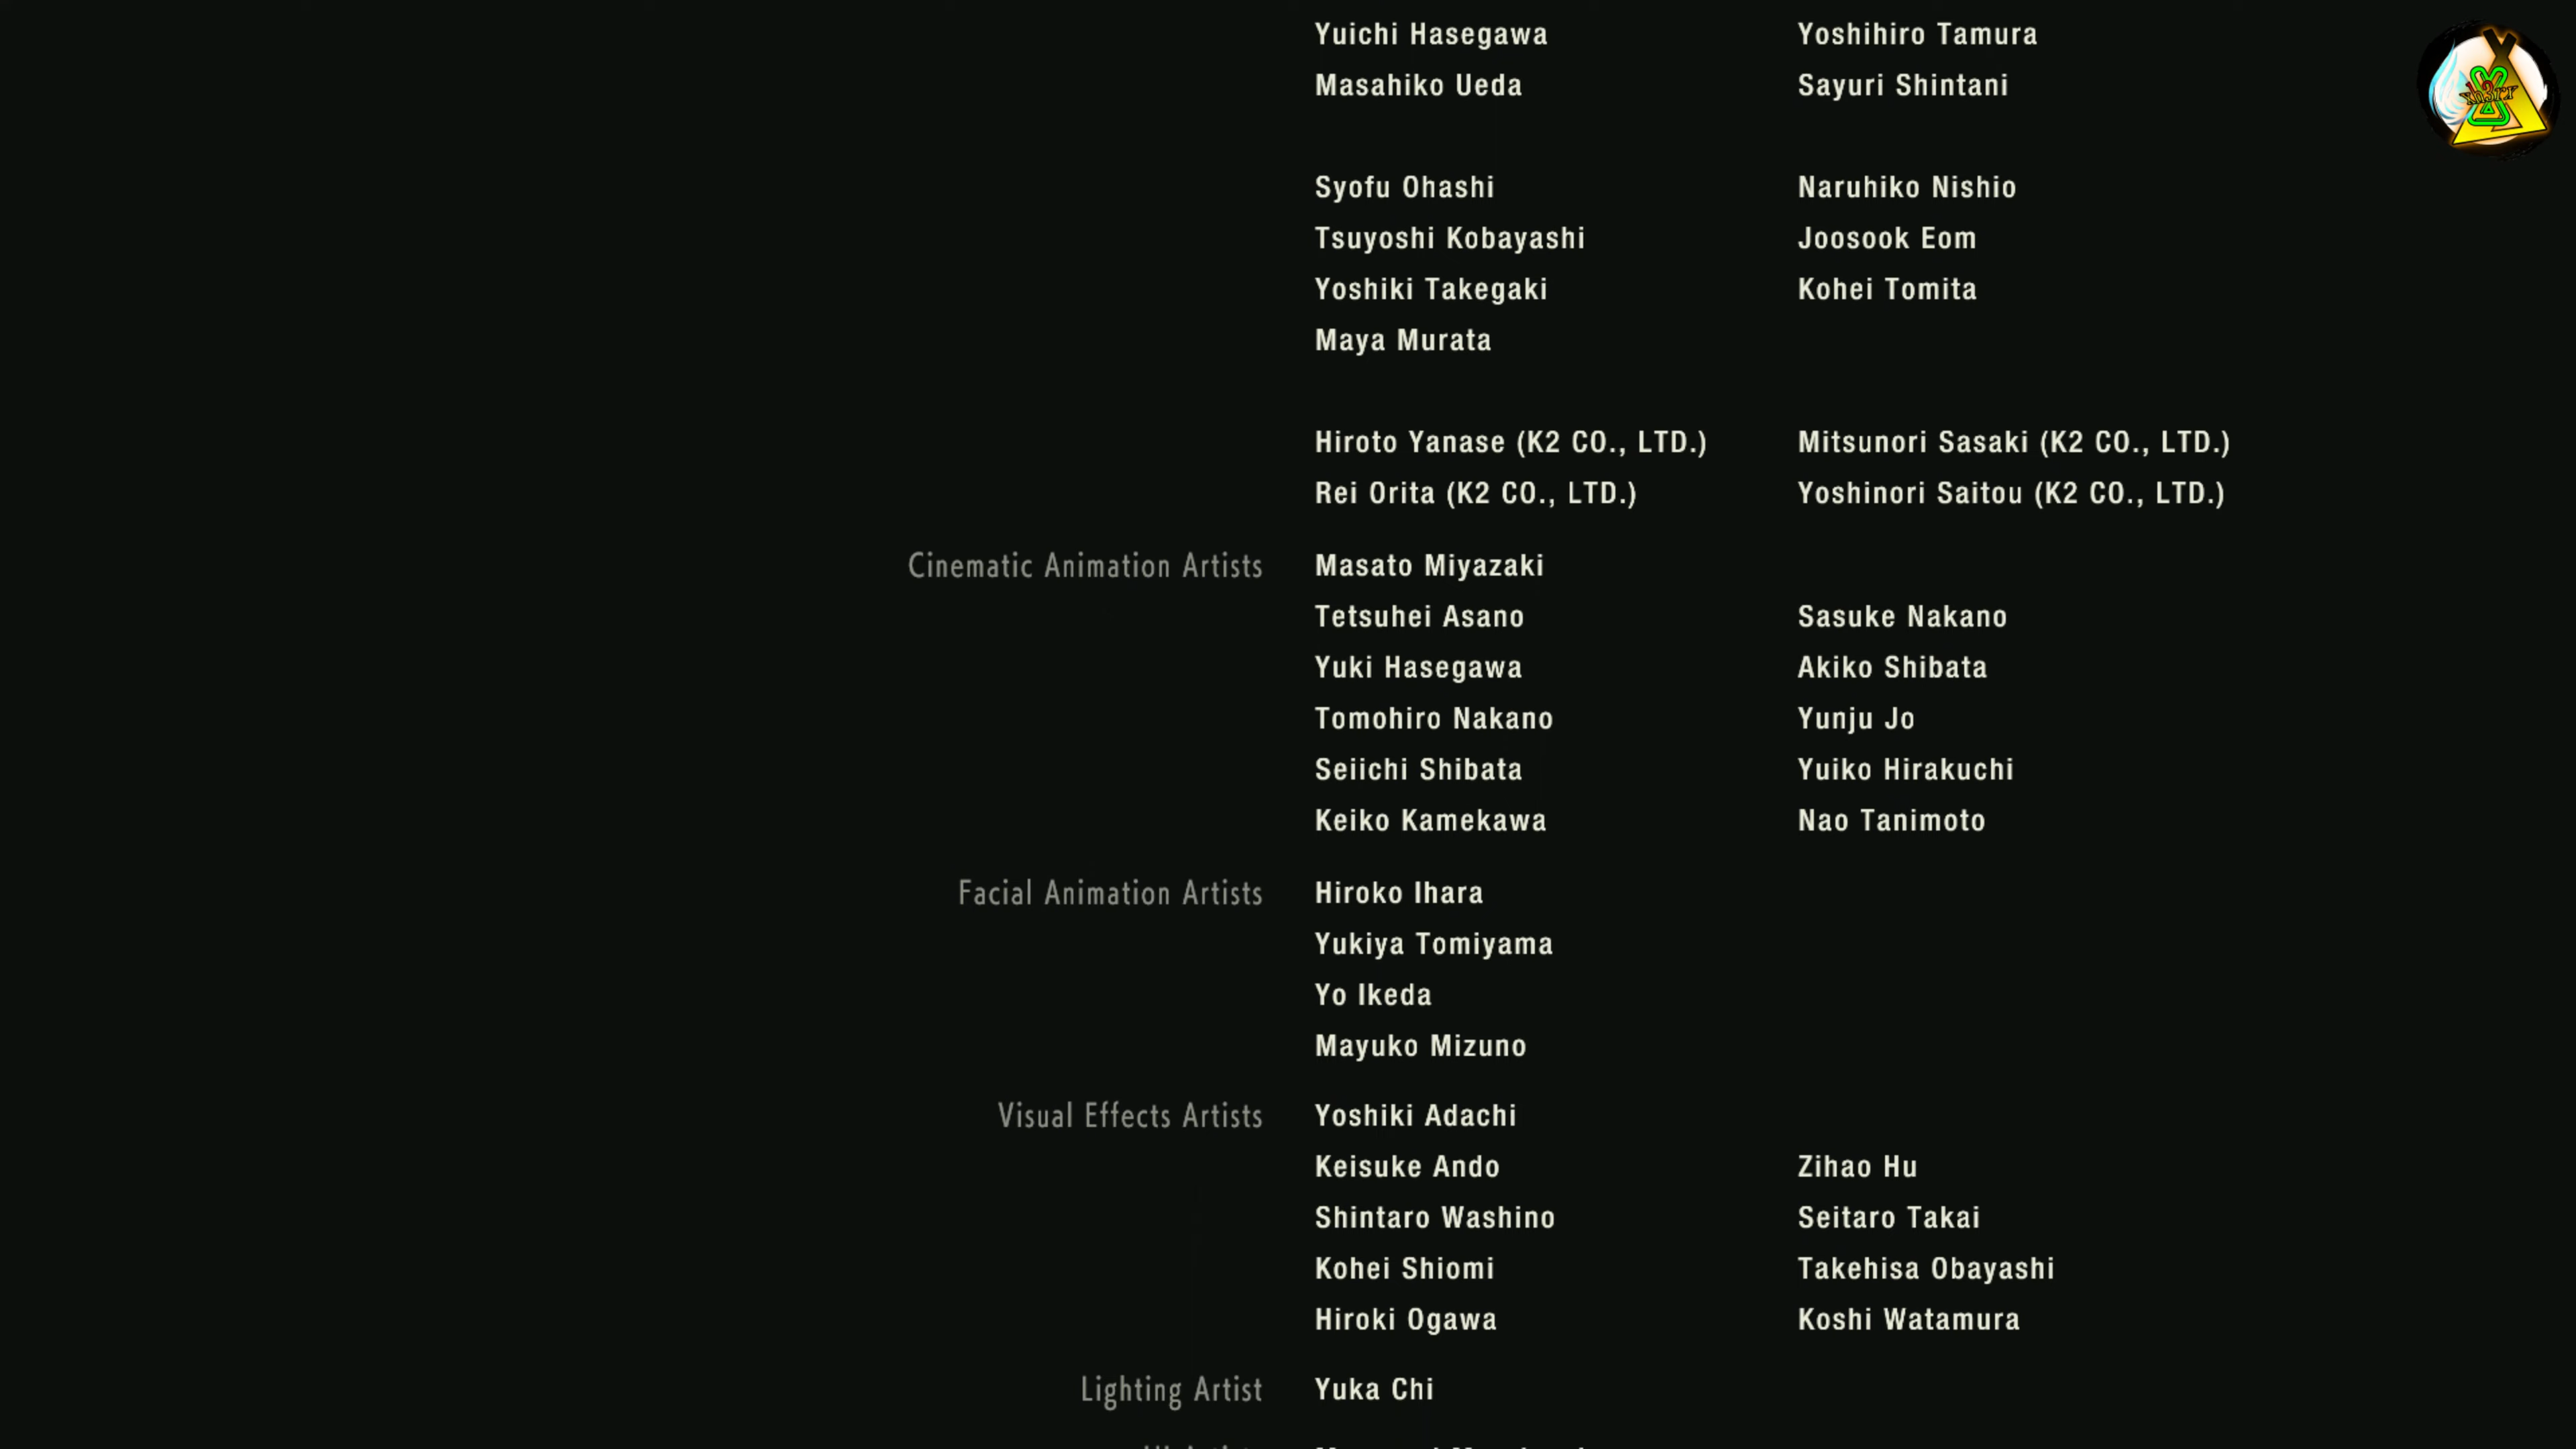 Yuichi Hasegawa Yoshihiro Tamura
Masahiko Ueda Sayuri Shintani
Syofu Ohashi Naruhiko Nishio
Tsuyoshi Kobayashi Joosook Eom
Yoshiki Takegaki Kohei Tomita
Maya Murata
Hiroto Yanase (K2 CO., LTD.) Mitsunori Sasaki (K2 CO., LTD.)
Rei Orita (K2 CO., LTD.) Yoshinori Saitou (K2 CO., LTD.)
Cinematic Animation Artists Masato Miyazaki
Tetsuhei Asano Sasuke Nakano
Yuki Hasegawa Akiko Shibata
Tomohiro Nakano Yunju Jo
Seiichi Shibata Yuiko Hirakuchi
Keiko Kamekawa Nao Tanimoto
Facial Animation Artists Hiroko Ihara
Yukiya Tomiyama
Yo Ikeda
Mayuko Mizuno
Visual Effects Artists Yoshiki Adachi
Keisuke Ando Zihao Hu
Shintaro Washino Seitaro Takai
Kohei Shiomi Takehisa Obayashi
Hiroki Ogawa Koshi Watamura
Lighting Artist Yuka Chi